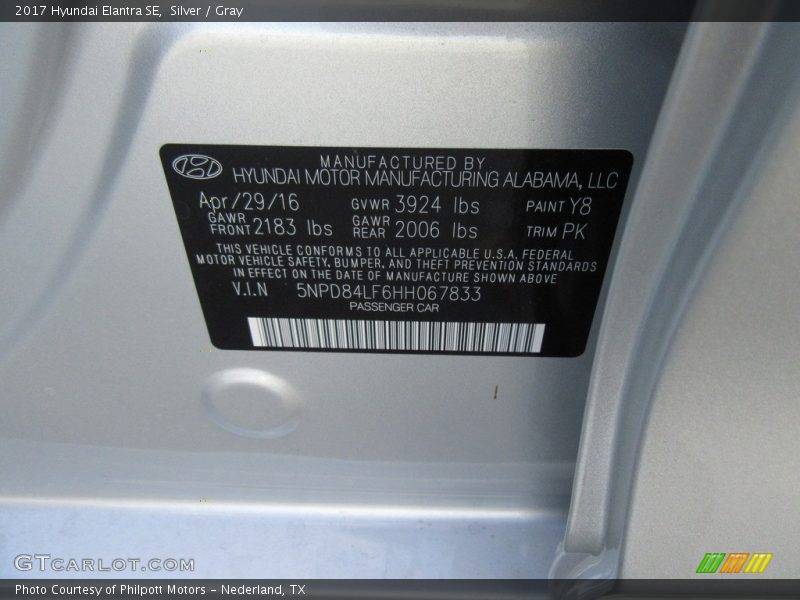 2017 Hyundai Elantra SE, Silver / Gray
MANUFACTURED BY
HYUNDAI MOTOR MANUFACTURING ALABAMA, LLC
Apr/29/16 GVWR 3924 lbs PAINT Y8
GAWR FRONT 2183 lbs GAWR REAR 2006 lbs TRIM PK
THIS VEHICLE CONFORMS TO ALL APPLICABLE U.S.A. FEDERAL
MOTOR VEHICLE SAFETY, BUMPER, AND THEFT PREVENTION STANDARDS
IN EFFECT ON THE DATE OF MANUFACTURE SHOWN ABOVE
V.I.N 5NPD84LF6HH067833
PASSENGER CAR
GTCARLOT.COM
Photo Courtesy of Philpott Motors - Nederland, TX